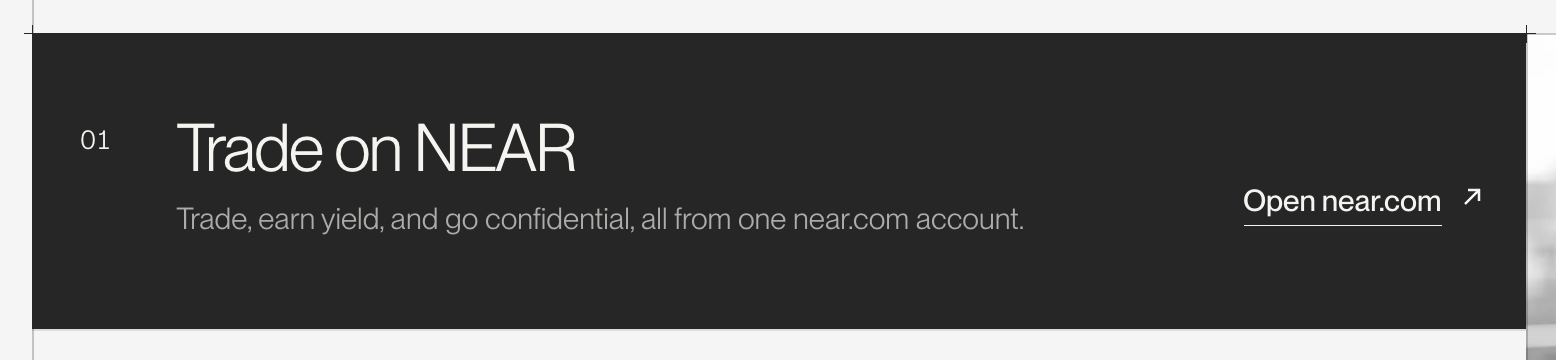 01
Trade on NEAR
Trade, earn yield, and go confidential, all from one near.com account.
Open near.com ↗